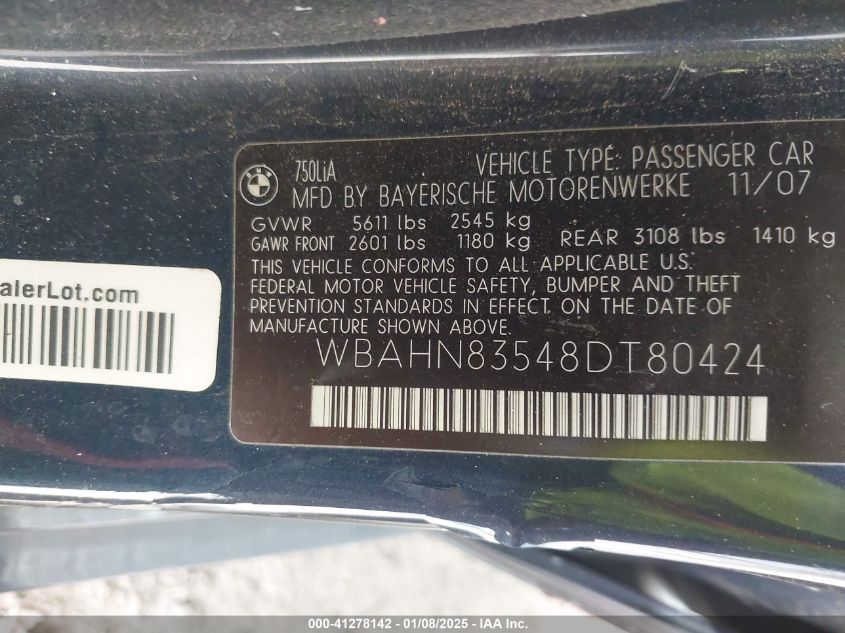 750LiA VEHICLE TYPE: PASSENGER CAR
MFD. BY BAYERISCHE MOTORENWERKE 11/07
GVWR 5611 lbs 2545 kg
GAWR FRONT 2601 lbs 1180 kg REAR 3108 lbs 1410 kg
THIS VEHICLE CONFORMS TO ALL APPLICABLE U.S.
FEDERAL MOTOR VEHICLE SAFETY, BUMPER AND THEFT
PREVENTION STANDARDS IN EFFECT ON THE DATE OF
MANUFACTURE SHOWN ABOVE.
WBAHN83548DT80424
alerLot.com
000-41278142 - 01/08/2025 - IAA Inc.